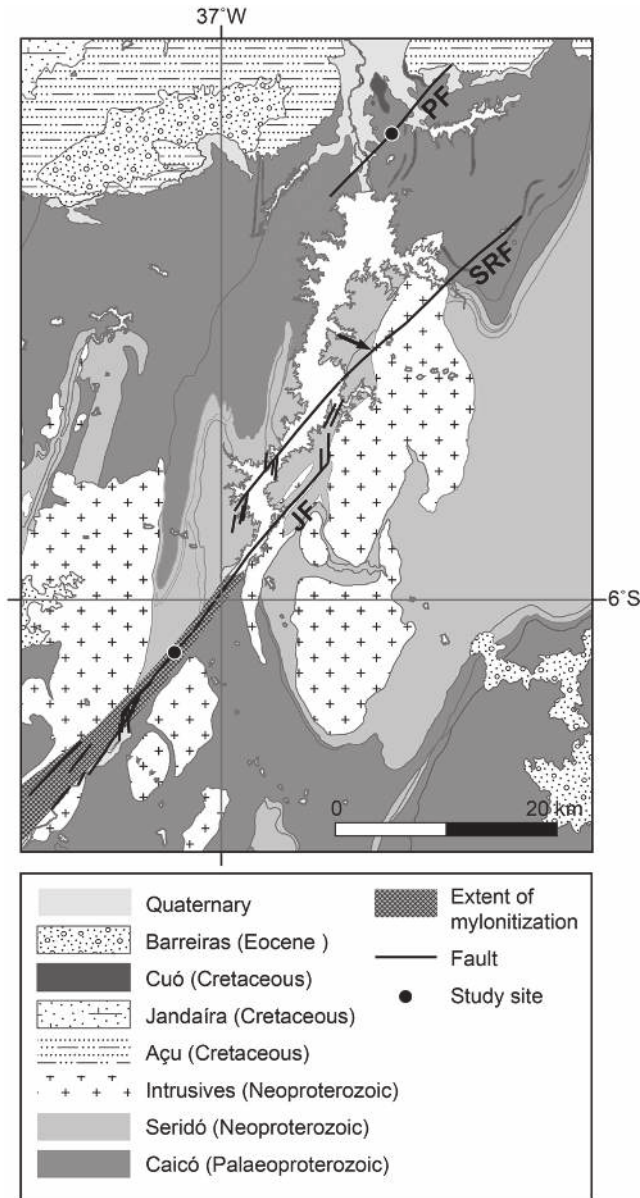 37°W
PF
SRF
JF
6°S
0 20 km
Quaternary
Barreiras (Eocene )
Cuó (Cretaceous)
Jandaíra (Cretaceous)
Açu (Cretaceous)
Intrusives (Neoproterozoic)
Seridó (Neoproterozoic)
Caicó (Palaeoproterozoic)
Extent of
mylonitization
Fault
Study site